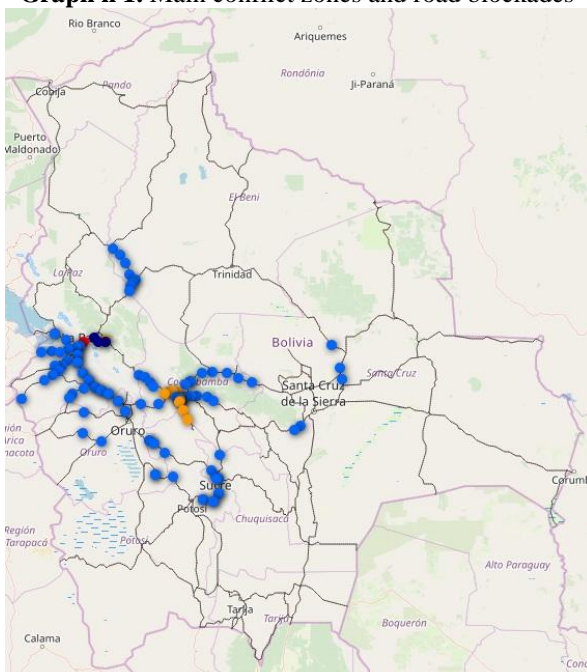 Graph n 1. Main conflict zones and road blockades
Rio Branco
Ariquemes
Rondônia
Ji-Paraná
Cobija
Pando
Puerto
Maldonado
El Beni
La Paz
Trinidad
Bolivia
Cochabamba
Santa Cruz
Santa Cruz
de la Sierra
Oruro
Oruro
Corumb
Sucre
Potosí
Chuquisaca
Región
Tarapacá
Potosí
Alto Paraguay
Boquerón
Tarija
Tarija
Calama